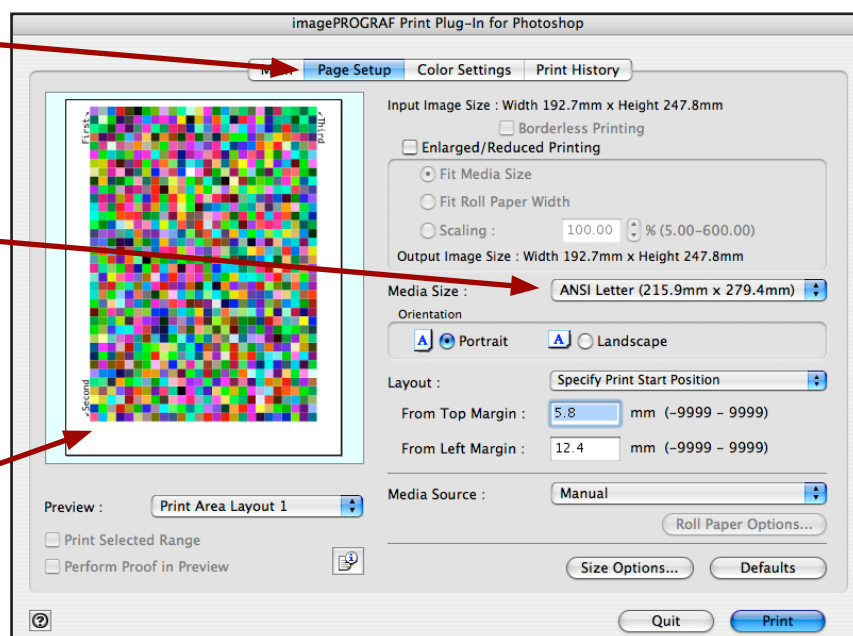 imagePROGRAF Print Plug-In for Photoshop
Page Setup Color Settings Print History
First
Third
Second
Input Image Size : Width 192.7mm x Height 247.8mm
Borderless Printing
Enlarged/Reduced Printing
Fit Media Size
Fit Roll Paper Width
Scaling : 100.00 % (5.00-600.00)
Output Image Size : Width 192.7mm x Height 247.8mm
Media Size : ANSI Letter (215.9mm x 279.4mm)
Orientation
A Portrait A Landscape
Layout : Specify Print Start Position
From Top Margin : 5.8 mm (-9999 - 9999)
From Left Margin : 12.4 mm (-9999 - 9999)
Media Source : Manual
Roll Paper Options...
Preview : Print Area Layout 1
Print Selected Range
Perform Proof in Preview
Size Options... Defaults
? Quit Print